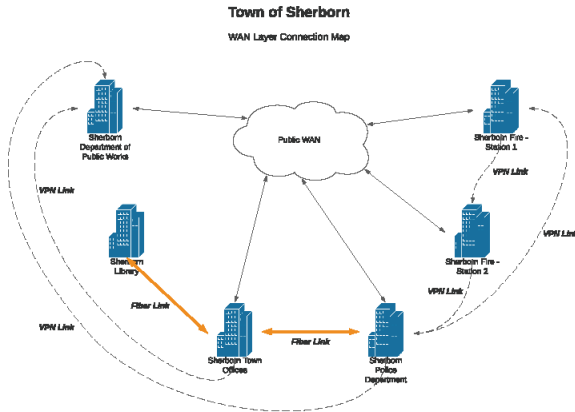 Town of Sherborn
WAN Layer Connection Map
Sherborn
Department of
Public Works
Public WAN
Sherborn Fire -
Station 1
VPN Link
VPN Link
Sherborn
Library
Sherborn Fire -
Station 2
VPN Link
VPN Link
Fiber Link
VPN Link
Fiber Link
Sherborn Town
Offices
Sherborn
Police
Department